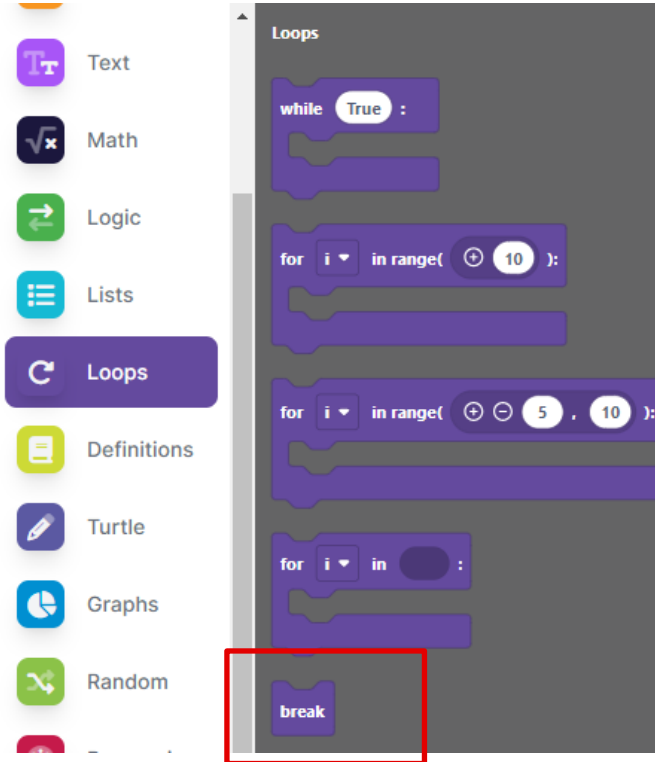 Text
Math
Logic
Lists
Loops
Definitions
Turtle
Graphs
Random
Loops
while True :
for i in range( 10 ):
for i in range( 5 , 10 ):
for i in :
break